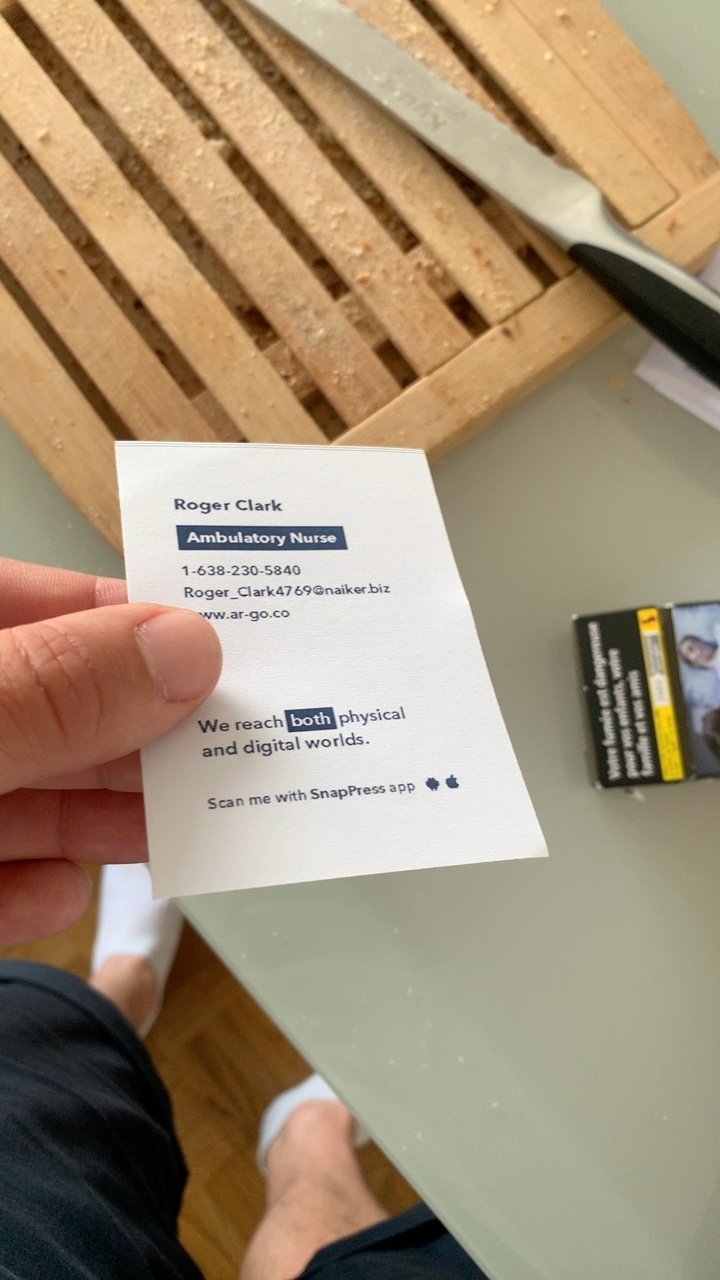 Roger Clark
Ambulatory Nurse
1-638-230-5840
Roger_Clark4769@naiker.biz
www.ar-go.co
We reach both physical
and digital worlds.
Scan me with SnapPress app
Votre fumée est dangereuse
pour vos enfants, votre
famille et vos amis